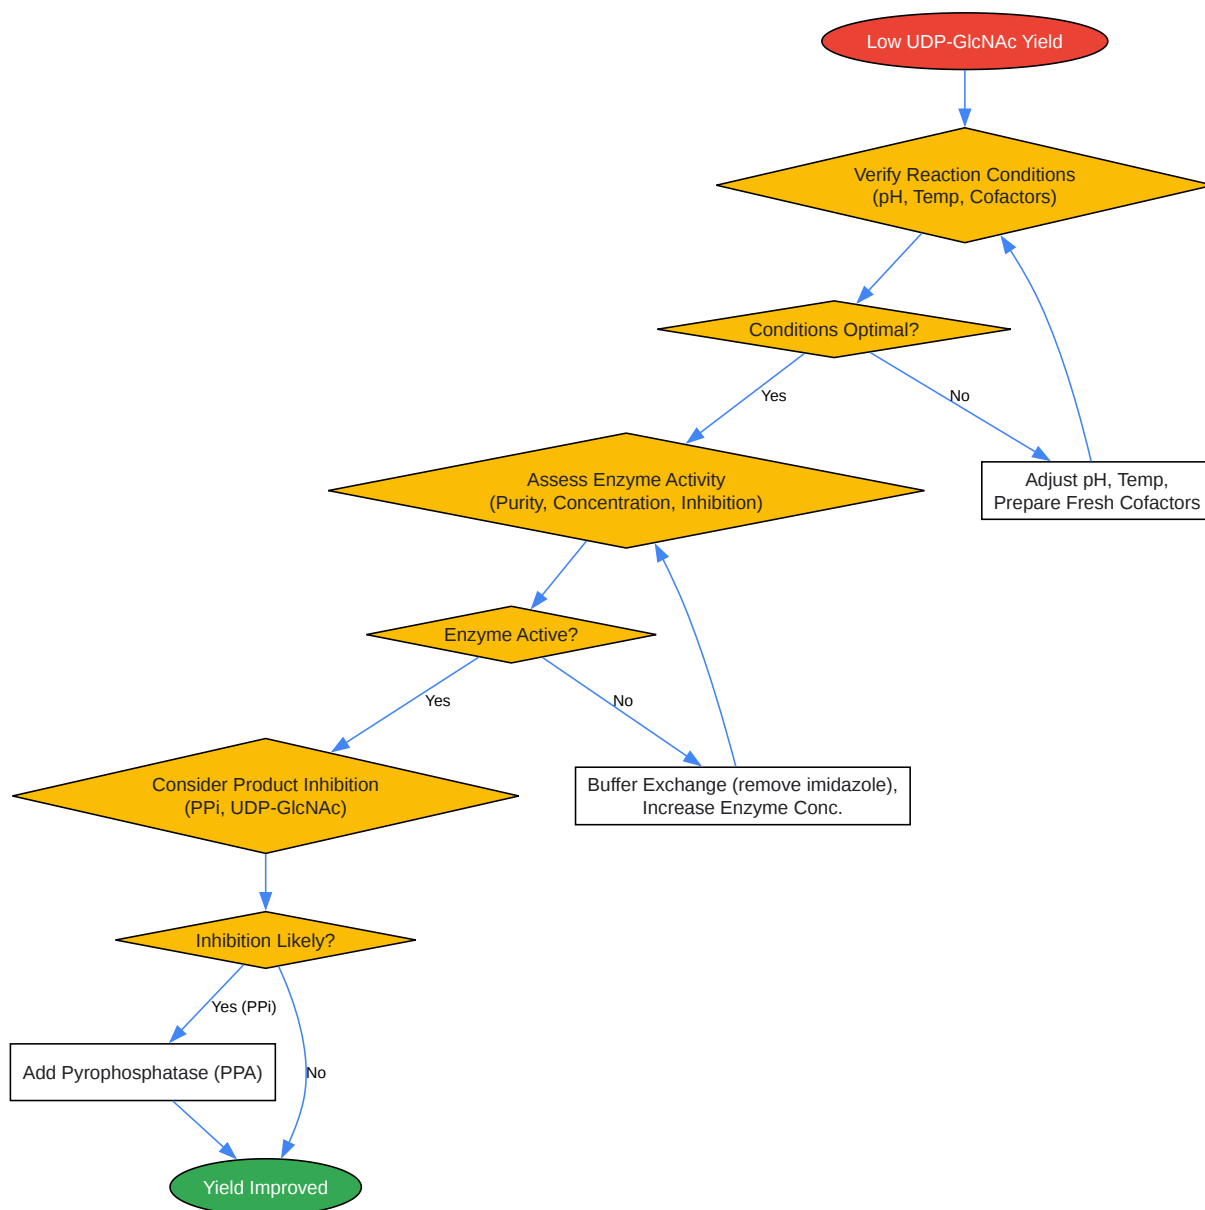 Low UDP-GlcNAc Yield
Verify Reaction Conditions
(pH, Temp, Cofactors)
Conditions Optimal?
Yes
No
Adjust pH, Temp,
Prepare Fresh Cofactors
Assess Enzyme Activity
(Purity, Concentration, Inhibition)
Enzyme Active?
Yes
No
Buffer Exchange (remove imidazole),
Increase Enzyme Conc.
Consider Product Inhibition
(PPi, UDP-GlcNAc)
Inhibition Likely?
Yes (PPi)
No
Add Pyrophosphatase (PPA)
Yield Improved